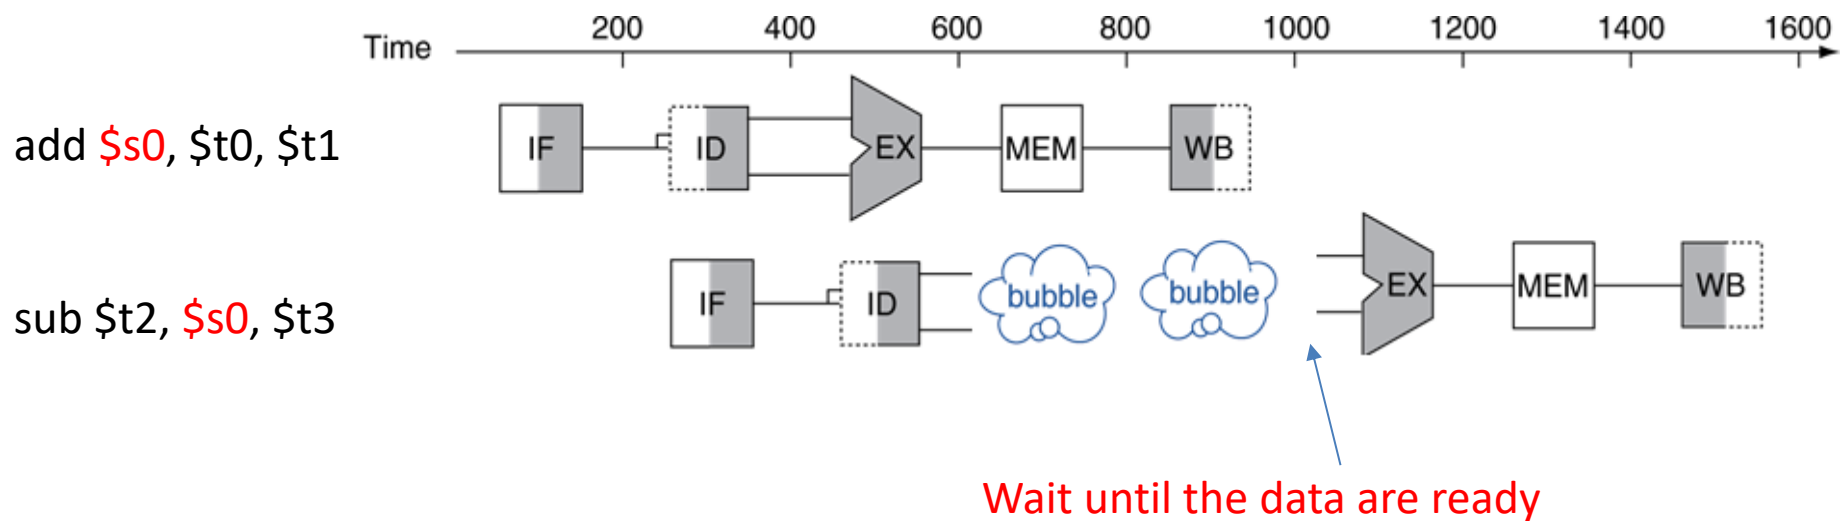 Time 200 400 600 800 1000 1200 1400 1600
add $s0, $t0, $t1 IF ID EX MEM WB
sub $t2, $s0, $t3 IF ID bubble bubble EX MEM WB
Wait until the data are ready